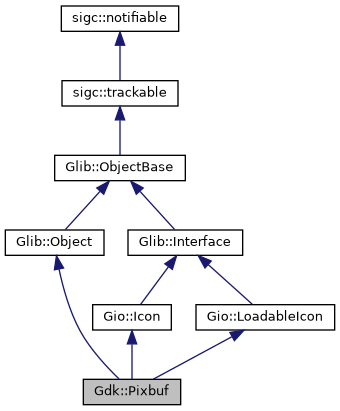 sigc::notifiable
sigc::trackable
Glib::ObjectBase
Glib::Object
Glib::Interface
Gio::Icon
Gio::LoadableIcon
Gdk::Pixbuf